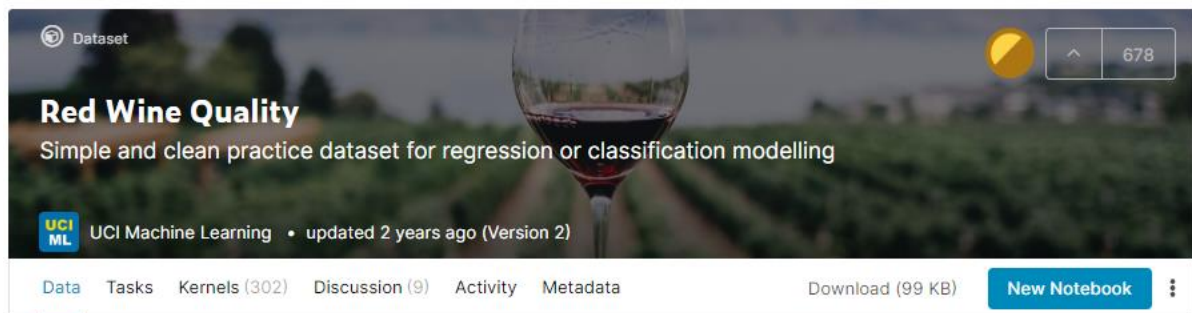 Dataset
678
Red Wine Quality
Simple and clean practice dataset for regression or classification modelling
UCI
ML
UCI Machine Learning • updated 2 years ago (Version 2)
Data Tasks Kernels (302) Discussion (9) Activity Metadata Download (99 KB) New Notebook